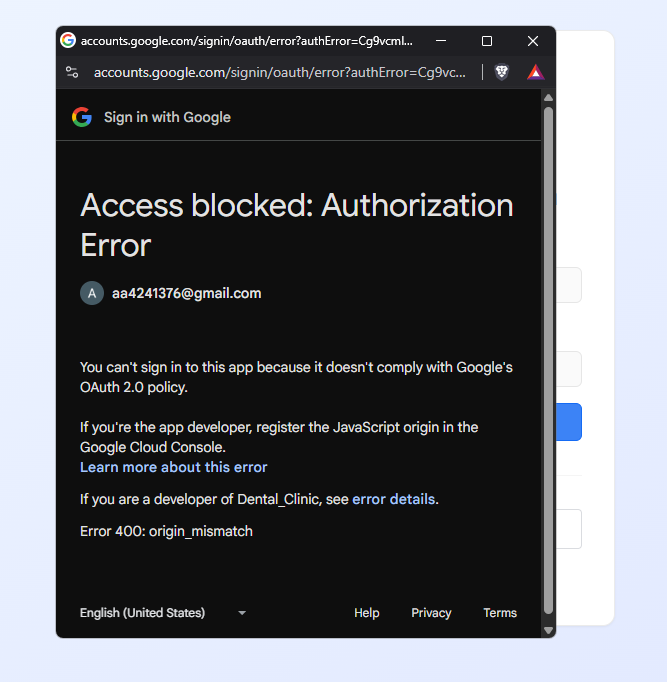 accounts.google.com/signin/oauth/error?authError=Cg9vcml...
accounts.google.com/signin/oauth/error?authError=Cg9vc...
Sign in with Google
Access blocked: Authorization
Error
A aa4241376@gmail.com
You can't sign in to this app because it doesn't comply with Google's
OAuth 2.0 policy.
If you're the app developer, register the JavaScript origin in the
Google Cloud Console.
Learn more about this error
If you are a developer of Dental_Clinic, see error details.
Error 400: origin_mismatch
English (United States) Help Privacy Terms